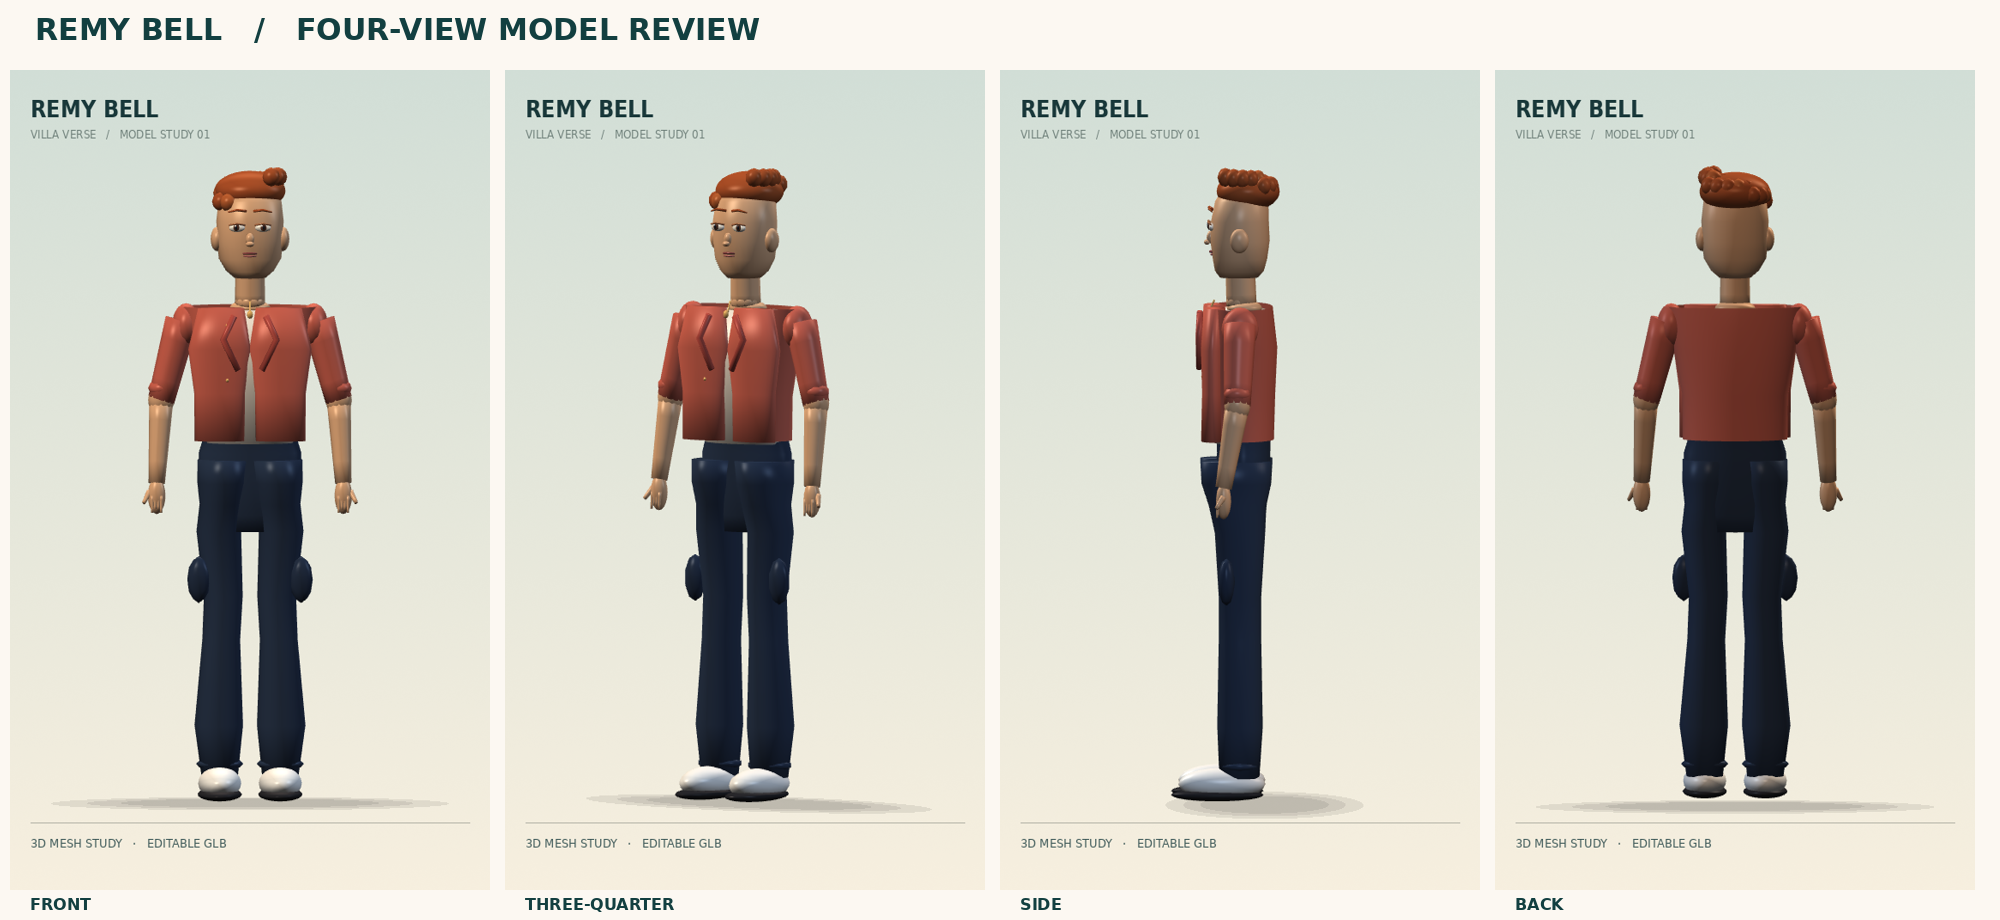 REMY BELL / FOUR-VIEW MODEL REVIEW
REMY BELL
VILLA VERSE / MODEL STUDY 01
3D MESH STUDY · EDITABLE GLB
FRONT
REMY BELL
VILLA VERSE / MODEL STUDY 01
3D MESH STUDY · EDITABLE GLB
THREE-QUARTER
REMY BELL
VILLA VERSE / MODEL STUDY 01
3D MESH STUDY · EDITABLE GLB
SIDE
REMY BELL
VILLA VERSE / MODEL STUDY 01
3D MESH STUDY · EDITABLE GLB
BACK